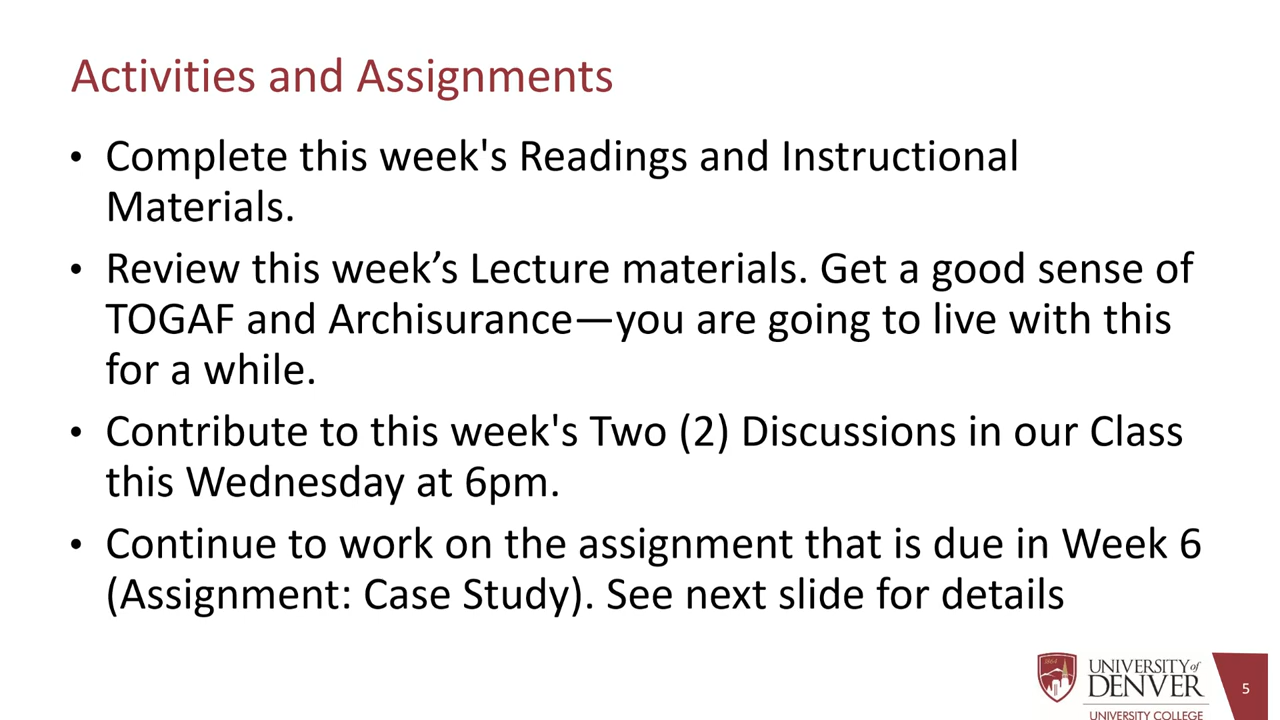 Activities and Assignments
• Complete this week's Readings and Instructional
Materials.
• Review this week’s Lecture materials. Get a good sense of
TOGAF and Archisurance—you are going to live with this
for a while.
• Contribute to this week's Two (2) Discussions in our Class
this Wednesday at 6pm.
• Continue to work on the assignment that is due in Week 6
(Assignment: Case Study). See next slide for details
1864
UNIVERSITY of
DENVER
UNIVERSITY COLLEGE
5